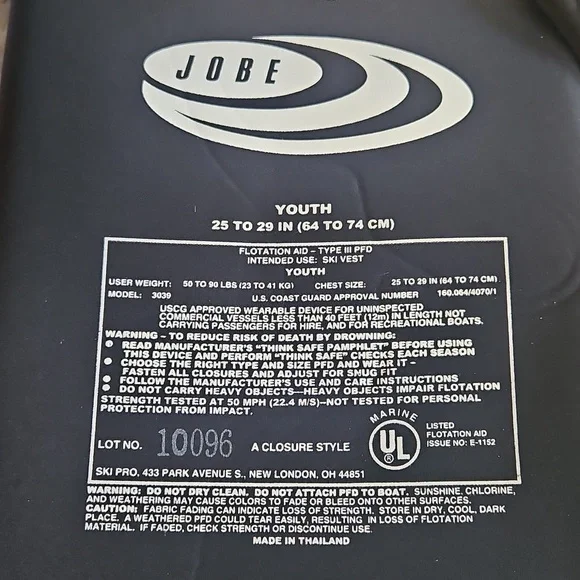 JOBE
YOUTH
25 TO 29 IN (64 TO 74 CM)
FLOTATION AID – TYPE III PFD
INTENDED USE: SKI VEST
YOUTH
USER WEIGHT: 50 TO 90 LBS (23 TO 41 KG) CHEST SIZE: 25 TO 29 IN (64 TO 74 CM)
MODEL: 3039 U.S. COAST GUARD APPROVAL NUMBER 160.064/4070/1
USCG APPROVED WEARABLE DEVICE FOR UNINSPECTED
COMMERCIAL VESSELS LESS THAN 40 FEET (12m) IN LENGTH NOT
CARRYING PASSENGERS FOR HIRE, AND FOR RECREATIONAL BOATS.
WARNING – TO REDUCE RISK OF DEATH BY DROWNING:
● READ MANUFACTURER'S "THINK SAFE PAMPHLET" BEFORE USING
THIS DEVICE AND PERFORM "THINK SAFE" CHECKS EACH SEASON
● CHOOSE THE RIGHT TYPE AND SIZE PFD AND WEAR IT –
FASTEN ALL CLOSURES AND ADJUST FOR SNUG FIT
● FOLLOW THE MANUFACTURER'S USE AND CARE INSTRUCTIONS
● DO NOT CARRY HEAVY OBJECTS—HEAVY OBJECTS IMPAIR FLOTATION
STRENGTH TESTED AT 50 MPH (22.4 M/S)–NOT TESTED FOR PERSONAL
PROTECTION FROM IMPACT.
LOT NO. 10096 A CLOSURE STYLE
MARINE
UL
LISTED
FLOTATION AID
ISSUE NO: E-1152
SKI PRO, 433 PARK AVENUE S., NEW LONDON, OH 44851
WARNING: DO NOT DRY CLEAN. DO NOT ATTACH PFD TO BOAT. SUNSHINE, CHLORINE,
AND WEATHERING MAY CAUSE COLORS TO FADE OR BLEED ONTO OTHER SURFACES.
CAUTION: FABRIC FADING CAN INDICATE LOSS OF STRENGTH. STORE IN DRY, COOL, DARK
PLACE. A WEATHERED PFD COULD TEAR EASILY, RESULTING IN LOSS OF FLOTATION
MATERIAL. IF FADED, CHECK STRENGTH OR DISCONTINUE USE.
MADE IN THAILAND